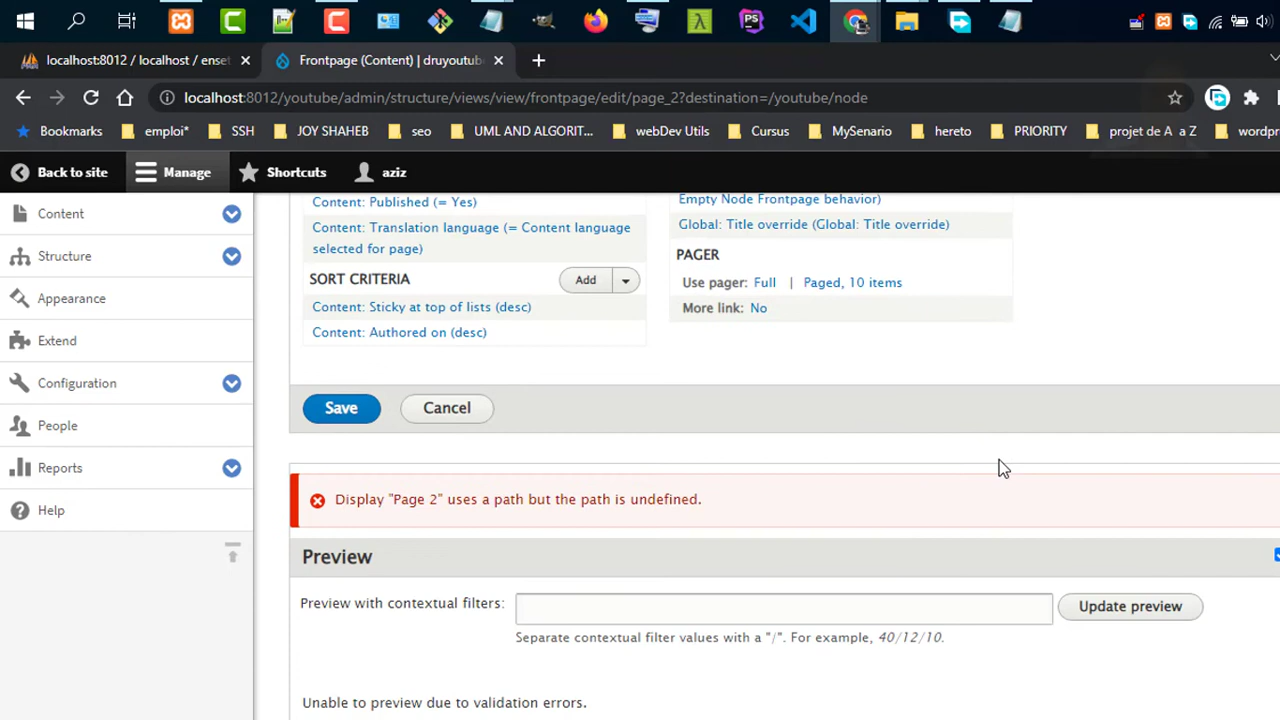 localhost:8012 / localhost / enset
Frontpage (Content) | druyoutube
localhost:8012/youtube/admin/structure/views/view/frontpage/edit/page_2?destination=/youtube/node
Bookmarks emploi* SSH JOY SHAHEB seo UML AND ALGORIT... webDev Utils Cursus MySenario hereto PRIORITY projet de A a Z wordpr
Back to site Manage Shortcuts aziz
Content
Structure
Appearance
Extend
Configuration
People
Reports
Help
Content: Published (= Yes)
Content: Translation language (= Content language
selected for page)
SORT CRITERIA Add
Content: Sticky at top of lists (desc)
Content: Authored on (desc)
Empty Node Frontpage behavior)
Global: Title override (Global: Title override)
PAGER
Use pager: Full | Paged, 10 items
More link: No
Save Cancel
Display "Page 2" uses a path but the path is undefined.
Preview
Preview with contextual filters: Update preview
Separate contextual filter values with a "/". For example, 40/12/10.
Unable to preview due to validation errors.